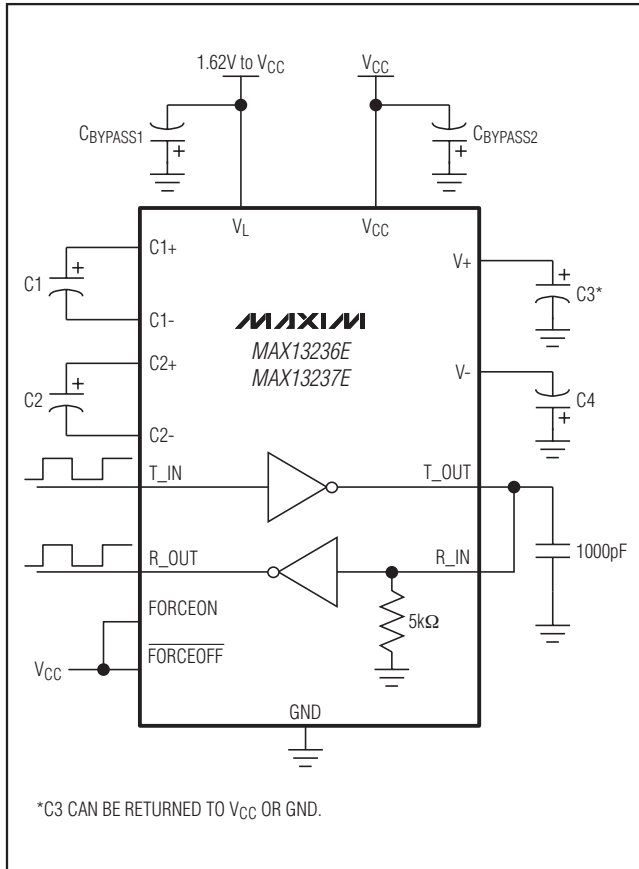 1.62V to VCC
VCC
CBYPASS1
+
CBYPASS2
+
VL
VCC
C1+
V+
C1
+
+
C3*
C1-
MAXIM
MAX13236E
MAX13237E
C2+
V-
C2
+
C4
+
C2-
T_IN
T_OUT
R_OUT
R_IN
1000pF
FORCEON
5kΩ
VCC
FORCEOFF
GND
*C3 CAN BE RETURNED TO VCC OR GND.